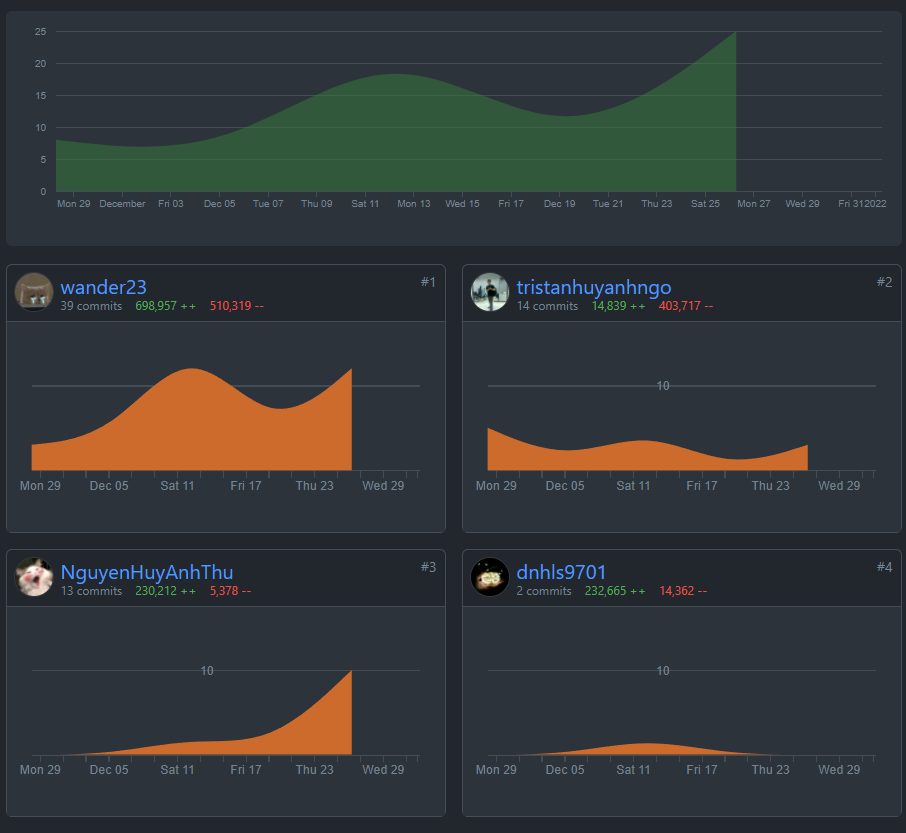 25
20
15
10
5
0
Mon 29 December Fri 03 Dec 05 Tue 07 Thu 09 Sat 11 Mon 13 Wed 15 Fri 17 Dec 19 Tue 21 Thu 23 Sat 25 Mon 27 Wed 29 Fri 312022
wander23 #1
39 commits 698,957 ++ 510,319 --
Mon 29 Dec 05 Sat 11 Fri 17 Thu 23 Wed 29
tristanhuyanhngo #2
14 commits 14,839 ++ 403,717 --
10
Mon 29 Dec 05 Sat 11 Fri 17 Thu 23 Wed 29
NguyenHuyAnhThu #3
13 commits 230,212 ++ 5,378 --
10
Mon 29 Dec 05 Sat 11 Fri 17 Thu 23 Wed 29
dnhls9701 #4
2 commits 232,665 ++ 14,362 --
10
Mon 29 Dec 05 Sat 11 Fri 17 Thu 23 Wed 29